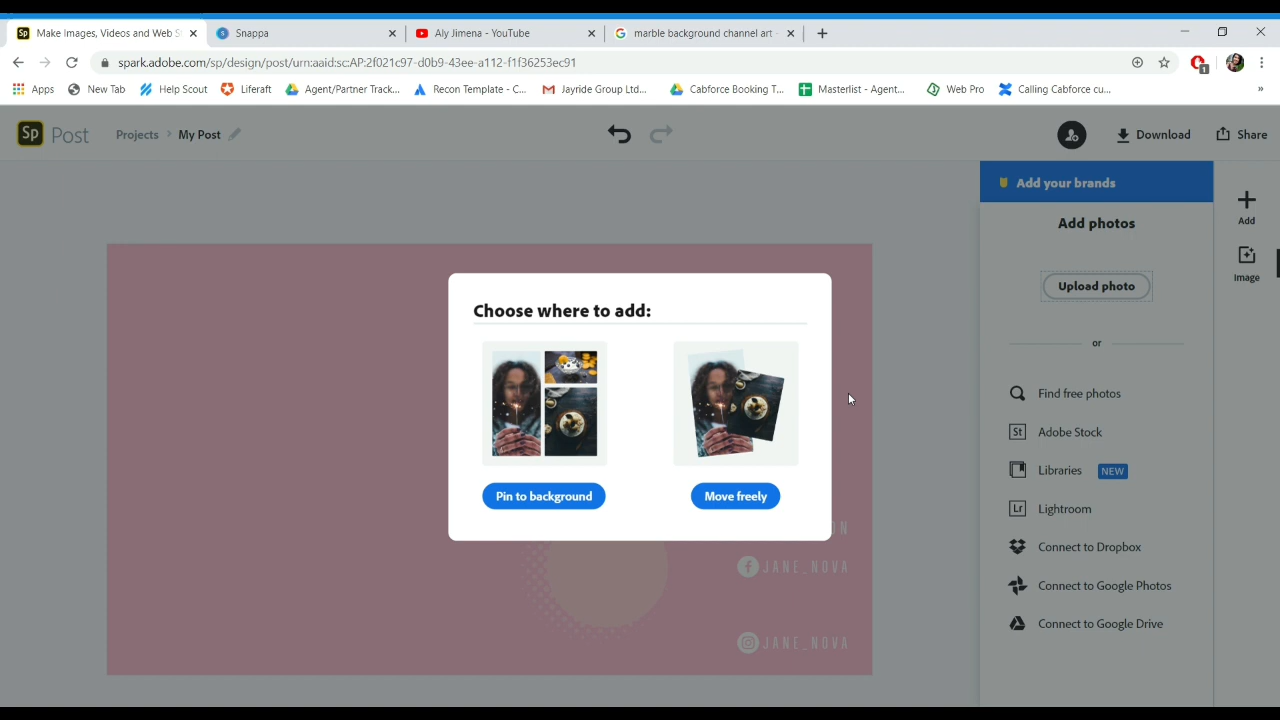 Sp Make Images, Videos and Web S
S Snappa
Aly Jimena - YouTube
marble background channel art -
spark.adobe.com/sp/design/post/urn:aaid:sc:AP:2f021c97-d0b9-43ee-a112-f1f36253ec91
1
Apps
New Tab
Help Scout
Liferaft
Agent/Partner Track...
Recon Template - C...
Jayride Group Ltd...
Cabforce Booking T...
Masterlist - Agent...
Web Pro
Calling Cabforce cu...
»
Sp Post
Projects > My Post
Download
Share
Add your brands
Add photos
Upload photo
or
Find free photos
St Adobe Stock
Libraries NEW
Lr Lightroom
Connect to Dropbox
Connect to Google Photos
Connect to Google Drive
Add
Image
Choose where to add:
Pin to background
Move freely
ON
JANE_NOVA
JANE_NOVA